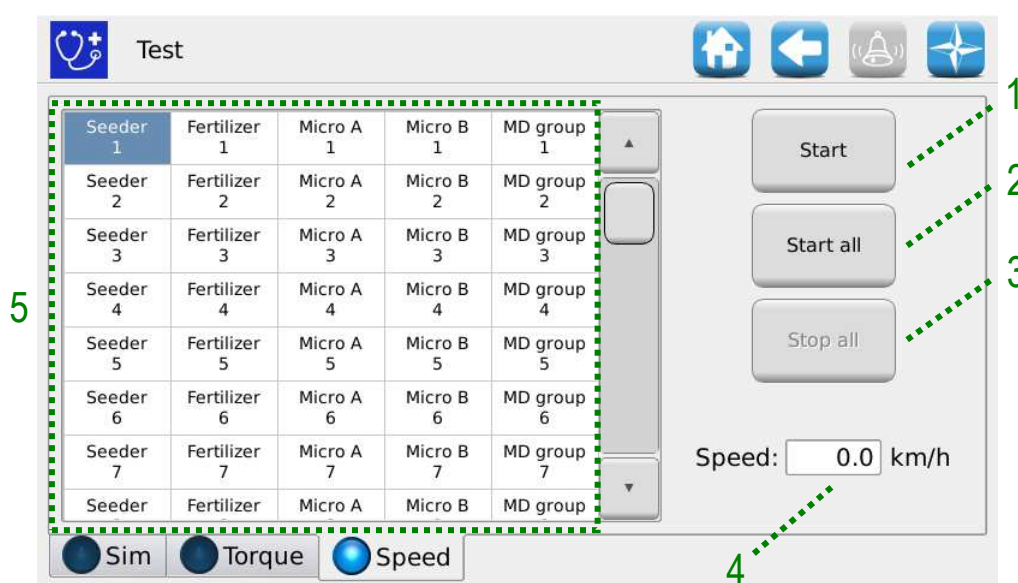 Test
1
2
3
4
5
Seeder Fertilizer Micro A Micro B MD group
1 1 1 1 1
Seeder Fertilizer Micro A Micro B MD group
2 2 2 2 2
Seeder Fertilizer Micro A Micro B MD group
3 3 3 3 3
Seeder Fertilizer Micro A Micro B MD group
4 4 4 4 4
Seeder Fertilizer Micro A Micro B MD group
5 5 5 5 5
Seeder Fertilizer Micro A Micro B MD group
6 6 6 6 6
Seeder Fertilizer Micro A Micro B MD group
7 7 7 7 7
Seeder Fertilizer Micro A Micro B MD group
Start
Start all
Stop all
Speed: 0.0 km/h
Sim Torque Speed